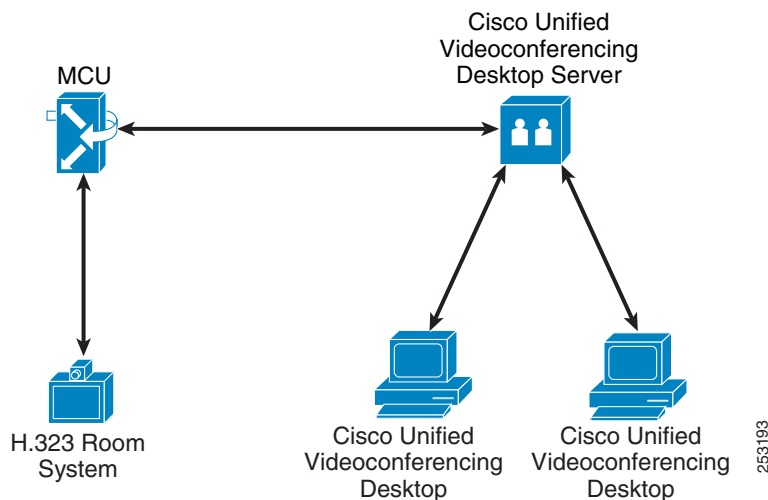 Cisco Unified
Videoconferencing
Desktop Server
MCU
H.323 Room
System
Cisco Unified
Videoconferencing
Desktop
Cisco Unified
Videoconferencing
Desktop
253193